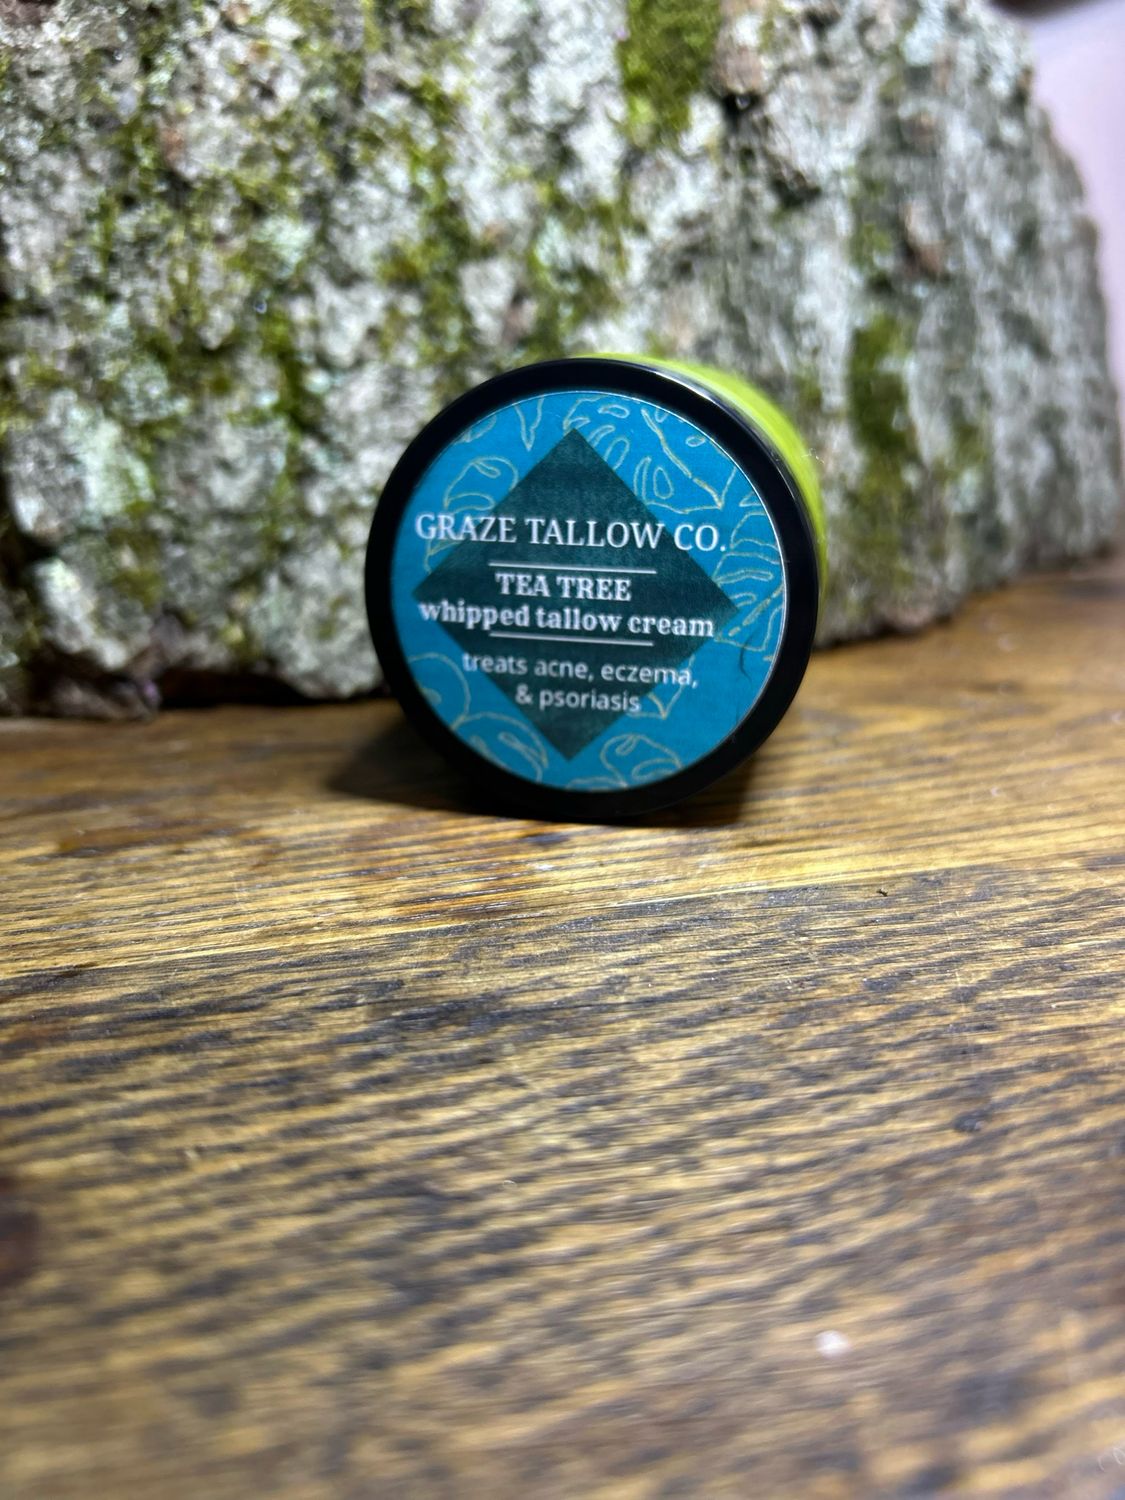 GRAZE TALLOW CO.
TEA TREE
whipped tallow cream
treats acne, eczema,
& psoriasis